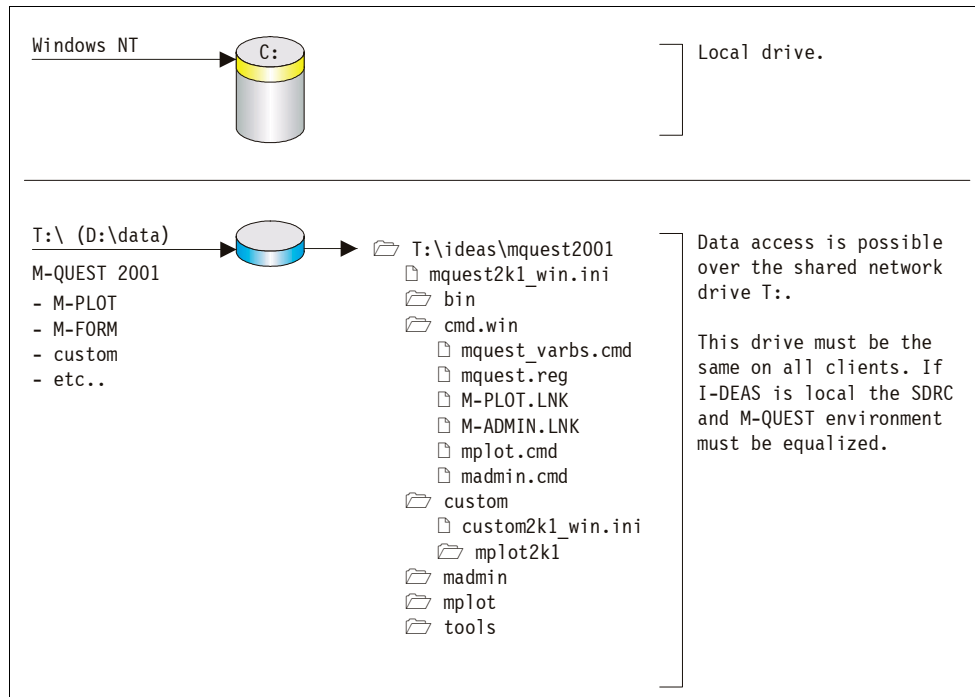 Windows NT
C:
Local drive.
T:\ (D:\data)
M-QUEST 2001
- M-PLOT
- M-FORM
- custom
- etc..
T:\ideas\mquest2001
mquest2k1_win.ini
bin
cmd.win
mquest_varbs.cmd
mquest.reg
M-PLOT.LNK
M-ADMIN.LNK
mplot.cmd
madmin.cmd
custom
custom2k1_win.ini
mplot2k1
madmin
mplot
tools
Data access is possible
over the shared network
drive T:.
This drive must be the
same on all clients. If
I-DEAS is local the SDRC
and M-QUEST environment
must be equalized.